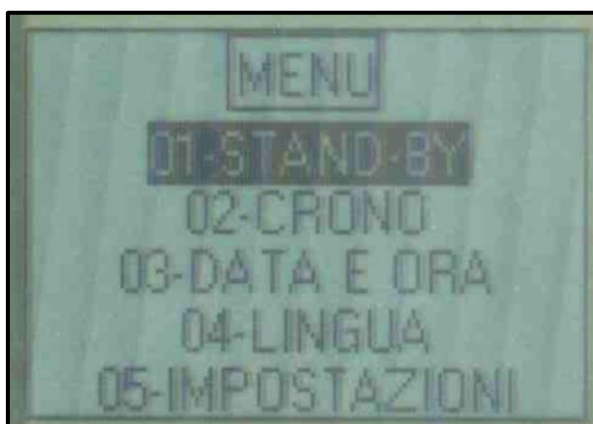 MENU
01-STAND-BY
02-CRONO
03-DATA E ORA
04-LINGUA
05-IMPOSTAZIONI